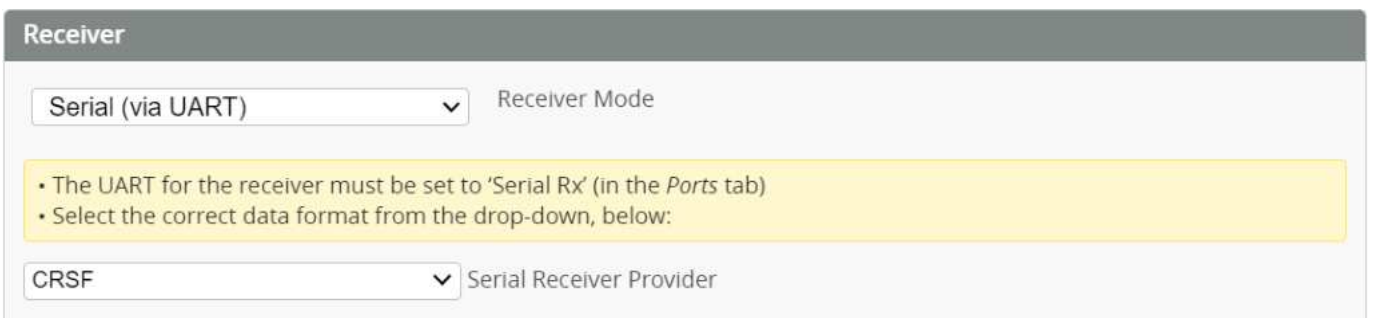 Receiver
Serial (via UART) Receiver Mode
• The UART for the receiver must be set to ‘Serial Rx’ (in the Ports tab)
• Select the correct data format from the drop-down, below:
CRSF Serial Receiver Provider